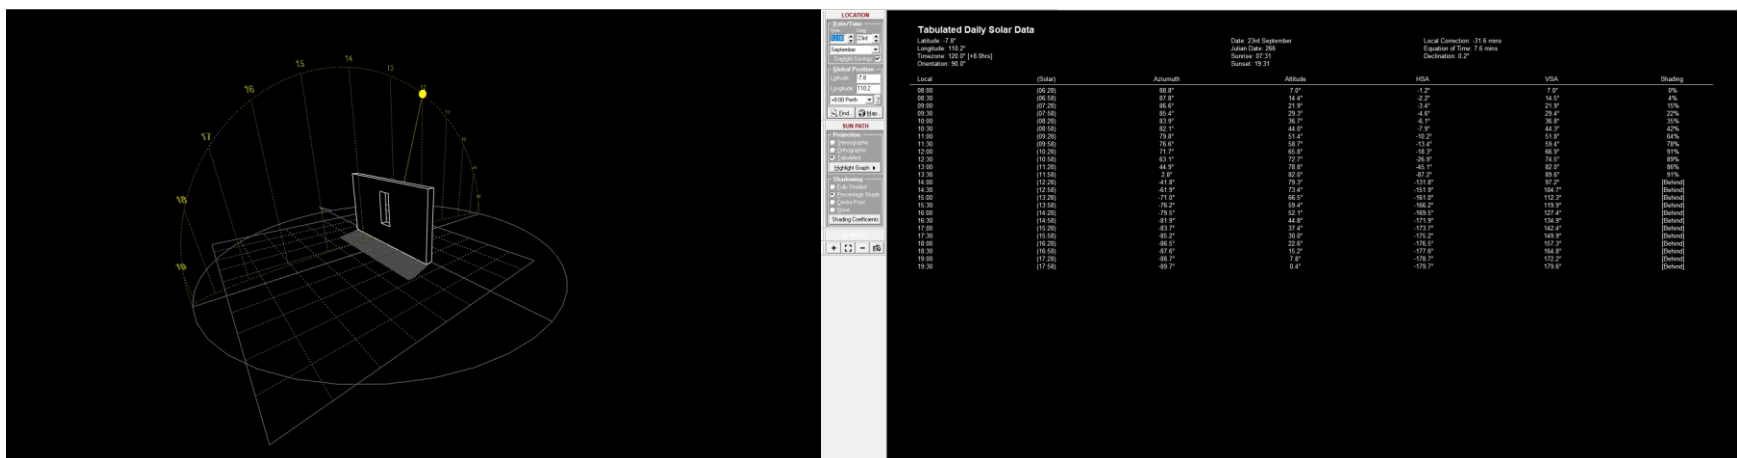 15
14
13
16
17
18
19
LOCATION
Date/Time
23rd
September
Daylight Savings
Global Position
Latitude: -7.8
Longitude: 110.2
+8:00 Perth
Find... Map...
SUN PATH
Projection
Stereographic
Orthographic
Tabulated
Highlight Graph
Shadowing
Fully Shaded
Percentage Shade
Centre Point
None
Shading Coefficients
Tabulated Daily Solar Data
Latitude: -7.8° Date: 23rd September Local Correction: -31.6 mins
Longitude: 110.2° Julian Date: 266 Equation of Time: 7.6 mins
Timezone: 120.0° [+8.0hrs] Sunrise: 07:31 Declination: 0.2°
Orientation: 90.0° Sunset: 19:31
Local (Solar) Aziumuth Altitude HSA VSA Shading
08:00 (06:28) 88.8° 7.0° -1.2° 7.0° 0%
08:30 (06:58) 87.8° 14.4° -2.2° 14.5° 4%
09:00 (07:28) 86.6° 21.9° -3.4° 21.9° 15%
09:30 (07:58) 85.4° 29.3° -4.6° 29.4° 22%
10:00 (08:28) 83.9° 36.7° -6.1° 36.8° 35%
10:30 (08:58) 82.1° 44.0° -7.9° 44.3° 42%
11:00 (09:28) 79.8° 51.4° -10.2° 51.8° 64%
11:30 (09:58) 76.6° 58.7° -13.4° 59.4° 78%
12:00 (10:28) 71.7° 65.8° -18.3° 66.9° 91%
12:30 (10:58) 63.1° 72.7° -26.9° 74.5° 89%
13:00 (11:28) 44.9° 78.8° -45.1° 82.0° 86%
13:30 (11:58) 2.8° 82.0° -87.2° 89.6° 91%
14:00 (12:28) -41.8° 79.3° -131.8° 97.2° [Behind]
14:30 (12:58) -61.9° 73.4° -151.9° 104.7° [Behind]
15:00 (13:28) -71.0° 66.5° -161.0° 112.3° [Behind]
15:30 (13:58) -76.2° 59.4° -166.2° 119.9° [Behind]
16:00 (14:28) -79.5° 52.1° -169.5° 127.4° [Behind]
16:30 (14:58) -81.9° 44.8° -171.9° 134.9° [Behind]
17:00 (15:28) -83.7° 37.4° -173.7° 142.4° [Behind]
17:30 (15:58) -85.2° 30.0° -175.2° 149.9° [Behind]
18:00 (16:28) -86.5° 22.6° -176.5° 157.3° [Behind]
18:30 (16:58) -87.6° 15.2° -177.6° 164.8° [Behind]
19:00 (17:28) -88.7° 7.8° -178.7° 172.2° [Behind]
19:30 (17:58) -89.7° 0.4° -179.7° 179.6° [Behind]